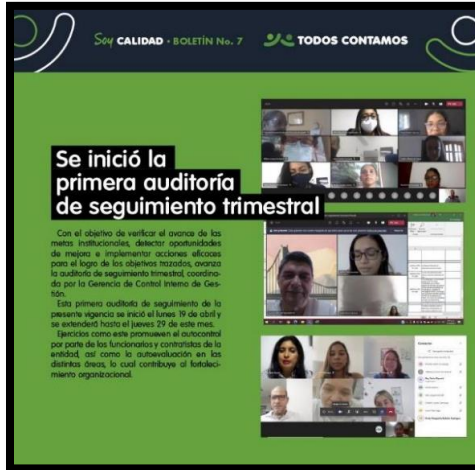 Soy CALIDAD • BOLETÍN No. 7
TODOS CONTAMOS
Se inició la
primera auditoría
de seguimiento trimestral
Con el objetivo de verificar el avance de las
metas institucionales, detectar oportunidades
de mejora e implementar acciones eficaces
para el logro de los objetivos trazados, avanza
la auditoría de seguimiento trimestral, coordina-
da por la Gerencia de Control Interno de Ges-
tión.
Esta primera auditoría de seguimiento de la
presente vigencia se inició el lunes 19 de abril y
se extenderá hasta el jueves 29 de este mes.
Ejercicios como este promueven el autocontrol
por parte de los funcionarios y contratistas de la
entidad, así como la autoevaluación en las
distintas áreas, lo cual contribuye al fortaleci-
miento organizacional.